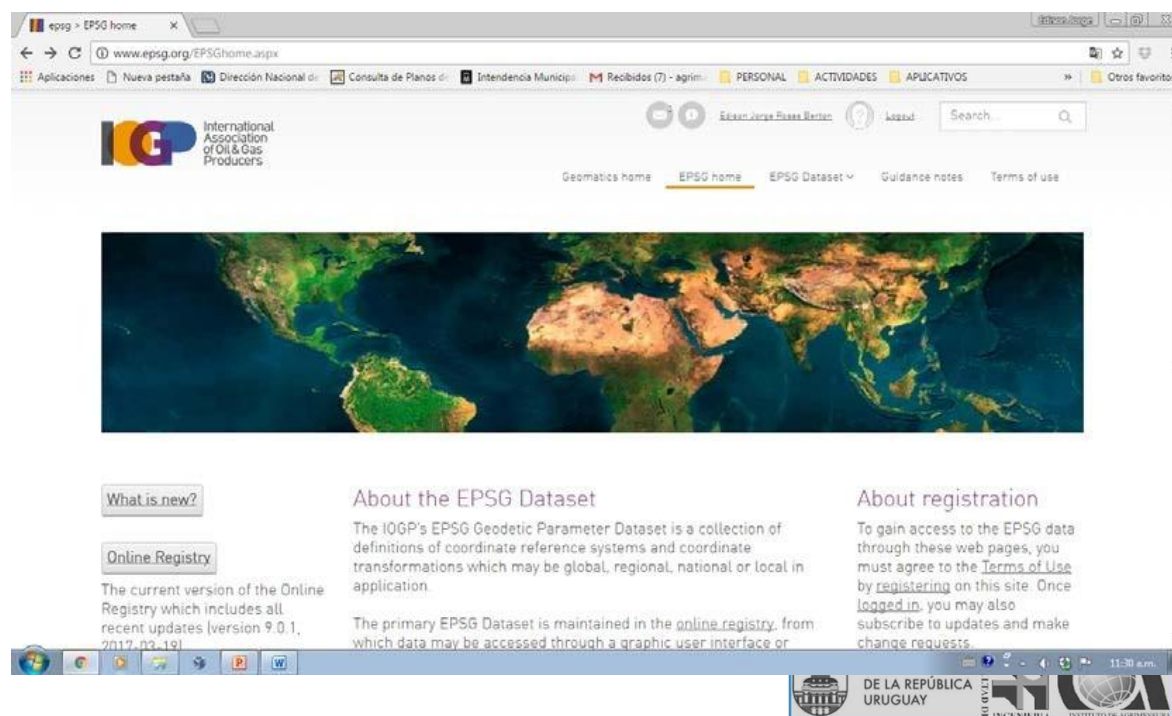 epsg > EPSG home
www.epsg.org/EPSGhome.aspx
Aplicaciones Nueva pestaña Dirección Nacional de Consulta de Planos de Intendencia Municipa Recibidos (7) - agrim PERSONAL ACTIVIDADES APLICATIVOS » Otros favorito
IOGP
International
Association
of Oil & Gas
Producers
Logout Search...
Geomatics home EPSG home EPSG Dataset Guidance notes Terms of use
What is new?
Online Registry
The current version of the Online
Registry which includes all
recent updates (version 9.0.1,
2017-03-19)
About the EPSG Dataset
The IOGP's EPSG Geodetic Parameter Dataset is a collection of
definitions of coordinate reference systems and coordinate
transformations which may be global, regional, national or local in
application.
The primary EPSG Dataset is maintained in the online registry, from
which data may be accessed through a graphic user interface or
About registration
To gain access to the EPSG data
through these web pages, you
must agree to the Terms of Use
by registering on this site. Once
logged in, you may also
subscribe to updates and make
change requests.
11:30 a.m.
DE LA REPÚBLICA
URUGUAY